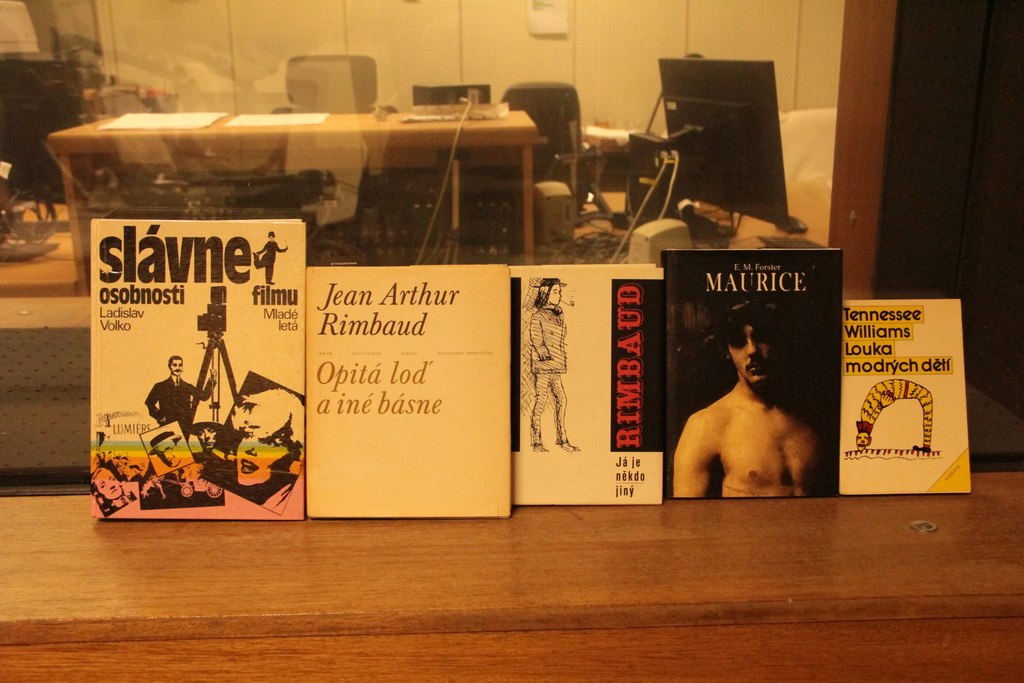 slávne
osobnosti filmu
Ladislav Mladé
Volko letá
LUMIÈRE
Jean Arthur
Rimbaud
Opitá loď
a iné básne
RIMBAUD
Já je
někdo
jiný
E. M. Forster
MAURICE
Tennessee
Williams
Louka
modrých dětí